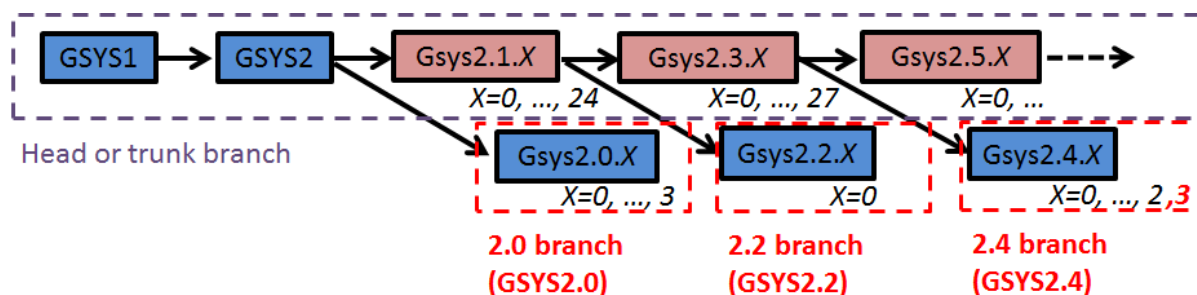 GSYS1
GSYS2
Gsys2.1.X
Gsys2.3.X
Gsys2.5.X
X=0, ..., 24
X=0, ..., 27
X=0, ...
Head or trunk branch
Gsys2.0.X
Gsys2.2.X
Gsys2.4.X
X=0, ..., 3
X=0
X=0, ..., 2,3
2.0 branch
(GSYS2.0)
2.2 branch
(GSYS2.2)
2.4 branch
(GSYS2.4)